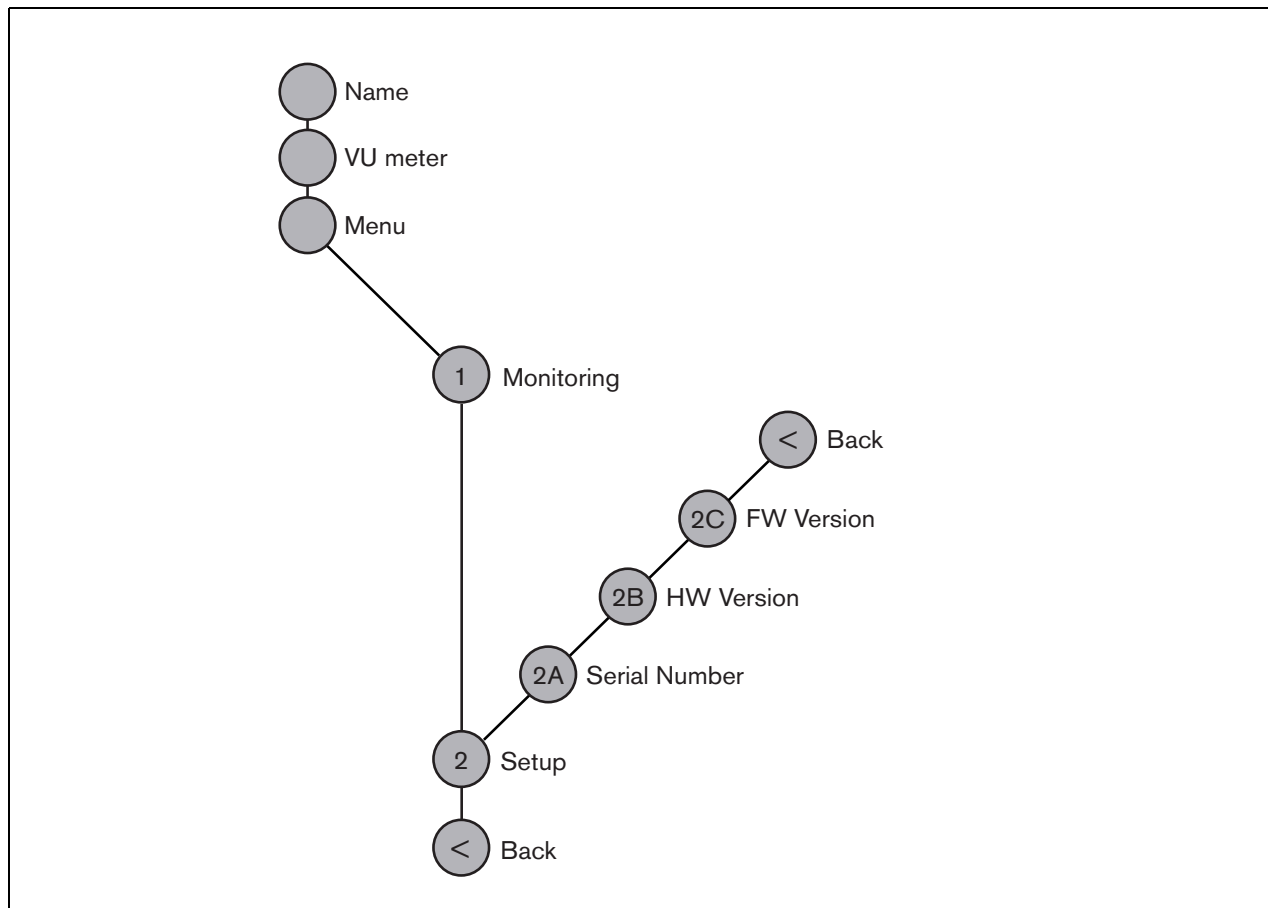 Name
VU meter
Menu
1 Monitoring
< Back
2C FW Version
2B HW Version
2A Serial Number
2 Setup
< Back